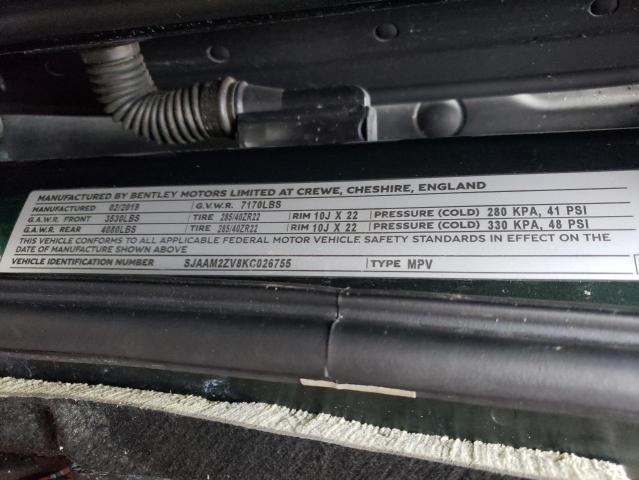 MANUFACTURED BY BENTLEY MOTORS LIMITED AT CREWE, CHESHIRE, ENGLAND
MANUFACTURED 02/2019 G.V.W.R. 7170LBS
G.A.W.R. FRONT 3530LBS TIRE 285/40ZR22 RIM 10J X 22 PRESSURE (COLD) 280 KPA, 41 PSI
G.A.W.R. REAR 4080LBS TIRE 285/40ZR22 RIM 10J X 22 PRESSURE (COLD) 330 KPA, 48 PSI
THIS VEHICLE CONFORMS TO ALL APPLICABLE FEDERAL MOTOR VEHICLE SAFETY STANDARDS IN EFFECT ON THE
DATE OF MANUFACTURE SHOWN ABOVE
VEHICLE IDENTIFICATION NUMBER SJAAM2ZV8KC026755 TYPE MPV